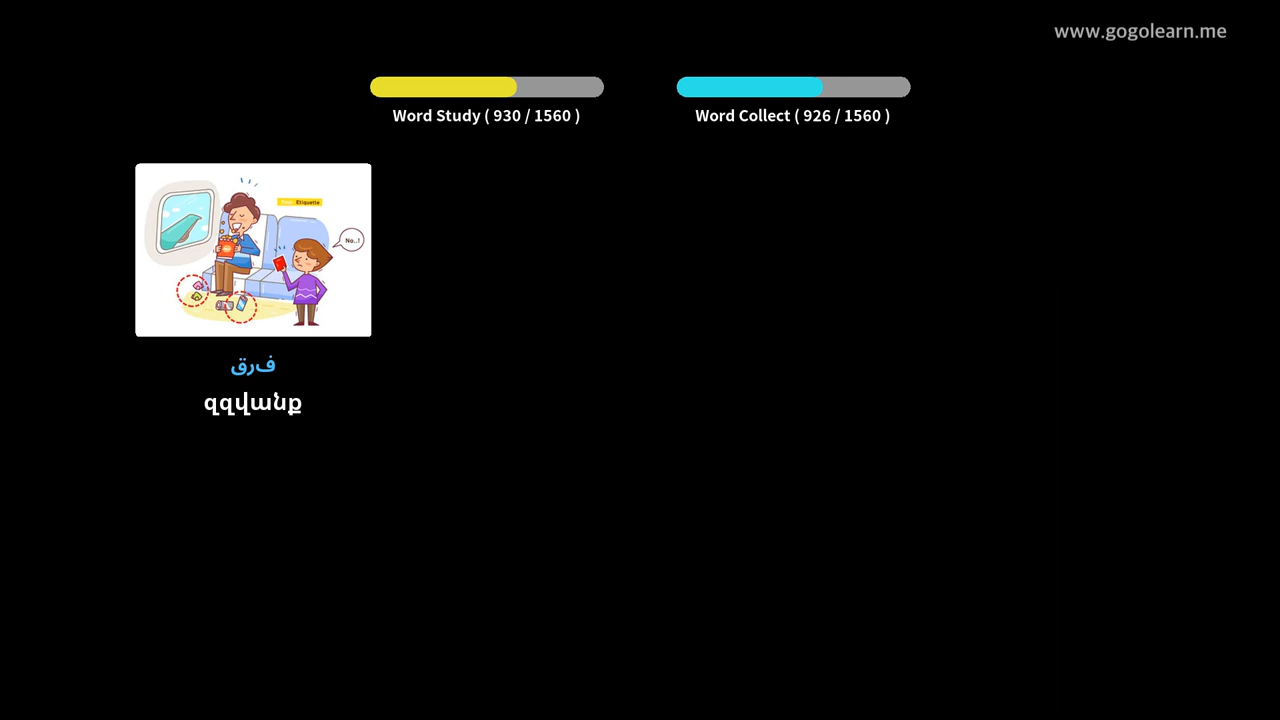 www.gogolearn.me
Word Study ( 930 / 1560 )
Word Collect ( 926 / 1560 )
Etiquette
No..!
فرق
զզվանք